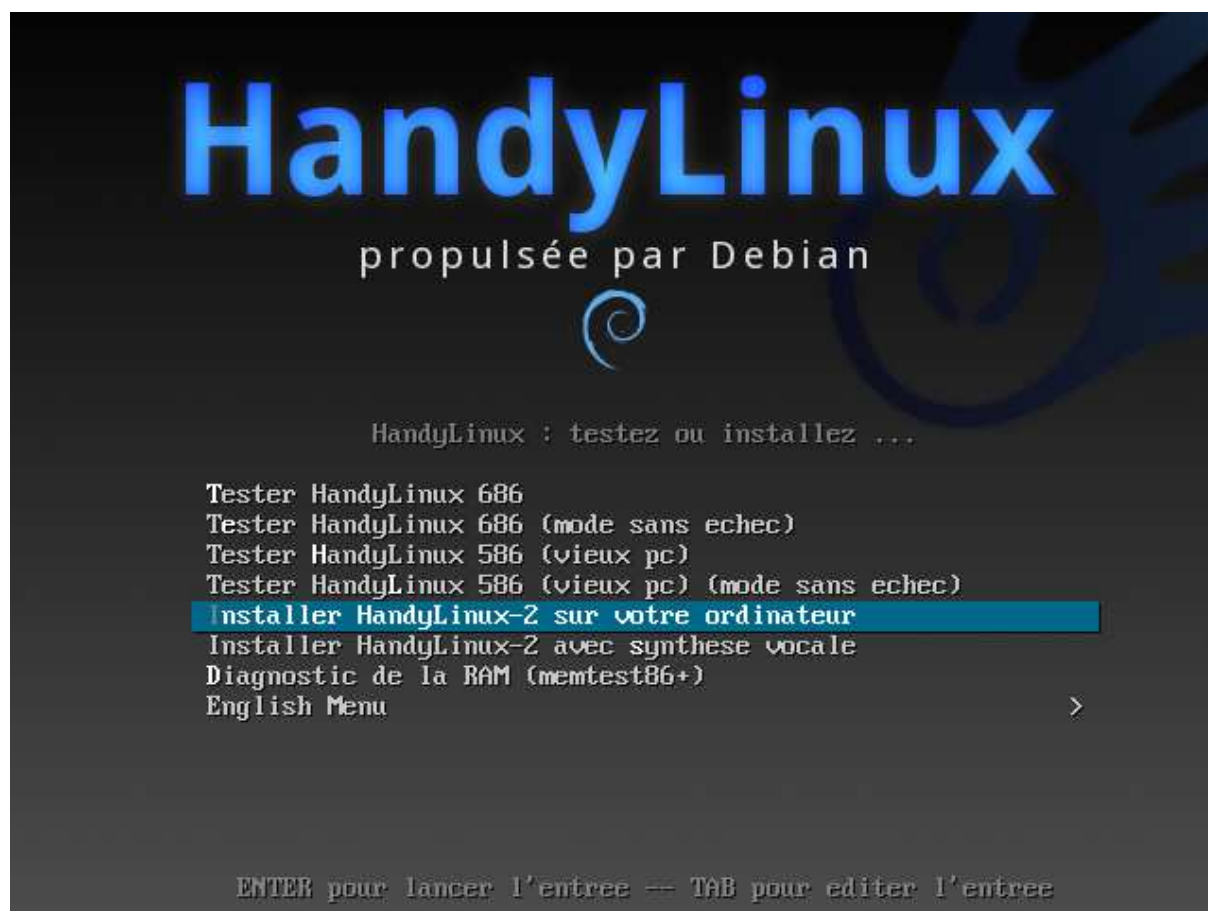 HandyLinux
propulsée par Debian
HandyLinux : testez ou installez ...
Tester HandyLinux 686
Tester HandyLinux 686 (mode sans echec)
Tester HandyLinux 586 (vieux pc)
Tester HandyLinux 586 (vieux pc) (mode sans echec)
Installer HandyLinux-2 sur votre ordinateur
Installer HandyLinux-2 avec synthese vocale
Diagnostic de la RAM (memtest86+)
English Menu >
ENTER pour lancer l'entree -- TAB pour editer l'entree